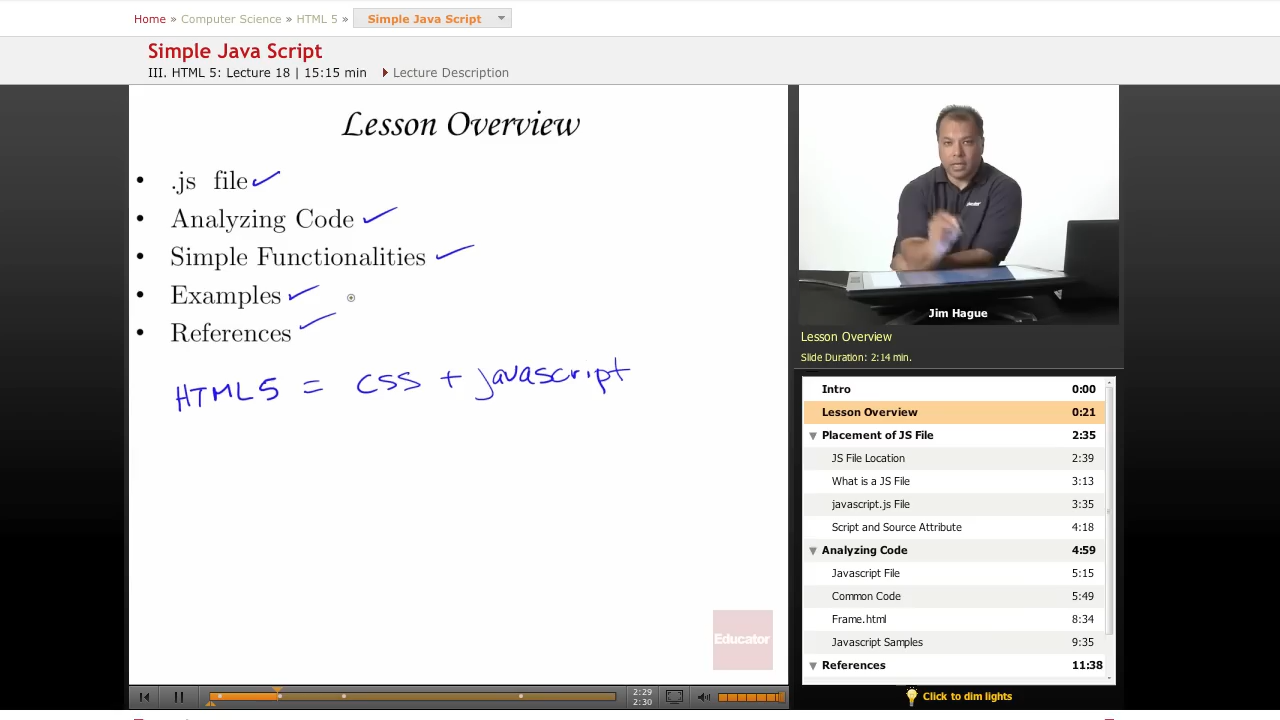 Home » Computer Science » HTML 5 » Simple Java Script
Simple Java Script
III. HTML 5: Lecture 18 | 15:15 min Lecture Description
Lesson Overview
• .js file
• Analyzing Code
• Simple Functionalities
• Examples
• References
HTML5 = CSS + javascript
Educator
2:29
2:30
Jim Hague
Lesson Overview
Slide Duration: 2:14 min.
Intro 0:00
Lesson Overview 0:21
Placement of JS File 2:35
JS File Location 2:39
What is a JS File 3:13
javascript.js File 3:35
Script and Source Attribute 4:18
Analyzing Code 4:59
Javascript File 5:15
Common Code 5:49
Frame.html 8:34
Javascript Samples 9:35
References 11:38
Click to dim lights